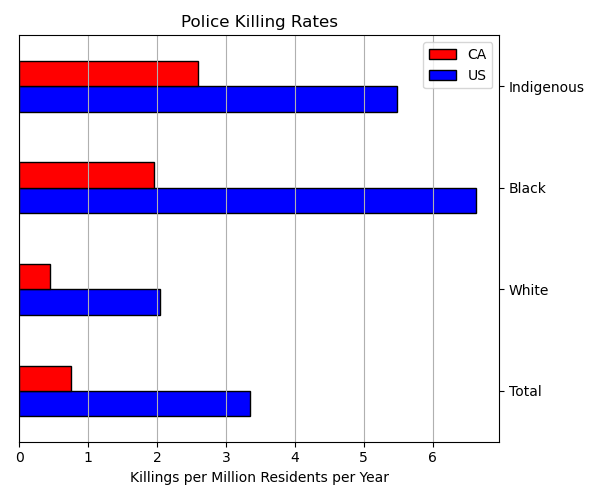 Police Killing Rates
CA
US
Indigenous
Black
White
Total
0 1 2 3 4 5 6
Killings per Million Residents per Year